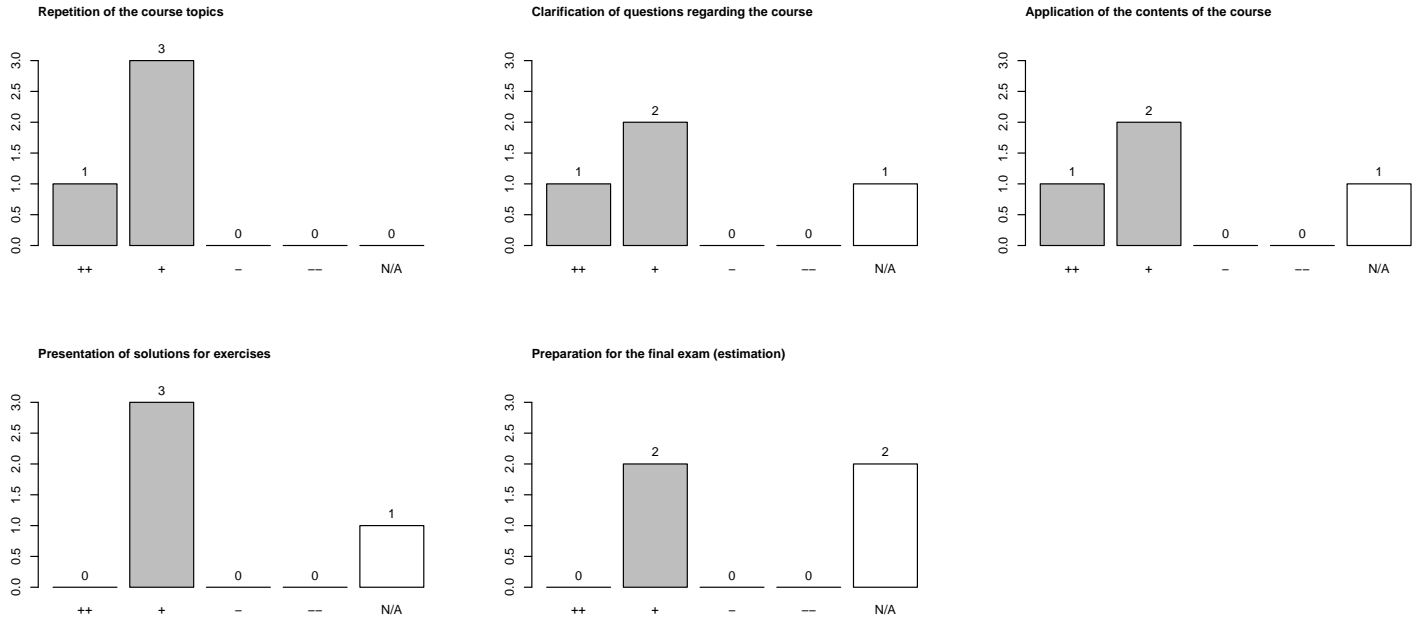 Repetition of the course topics
3
1
0 0 0
0.0 0.5 1.0 1.5 2.0 2.5 3.0
++ + − −− N/A
Clarification of questions regarding the course
2
1 1
0 0
0.0 0.5 1.0 1.5 2.0 2.5 3.0
++ + − −− N/A
Application of the contents of the course
2
1 1
0 0
0.0 0.5 1.0 1.5 2.0 2.5 3.0
++ + − −− N/A
Presentation of solutions for exercises
3
1
0 0 0
0.0 0.5 1.0 1.5 2.0 2.5 3.0
++ + − −− N/A
Preparation for the final exam (estimation)
2 2
0 0 0
0.0 0.5 1.0 1.5 2.0 2.5 3.0
++ + − −− N/A